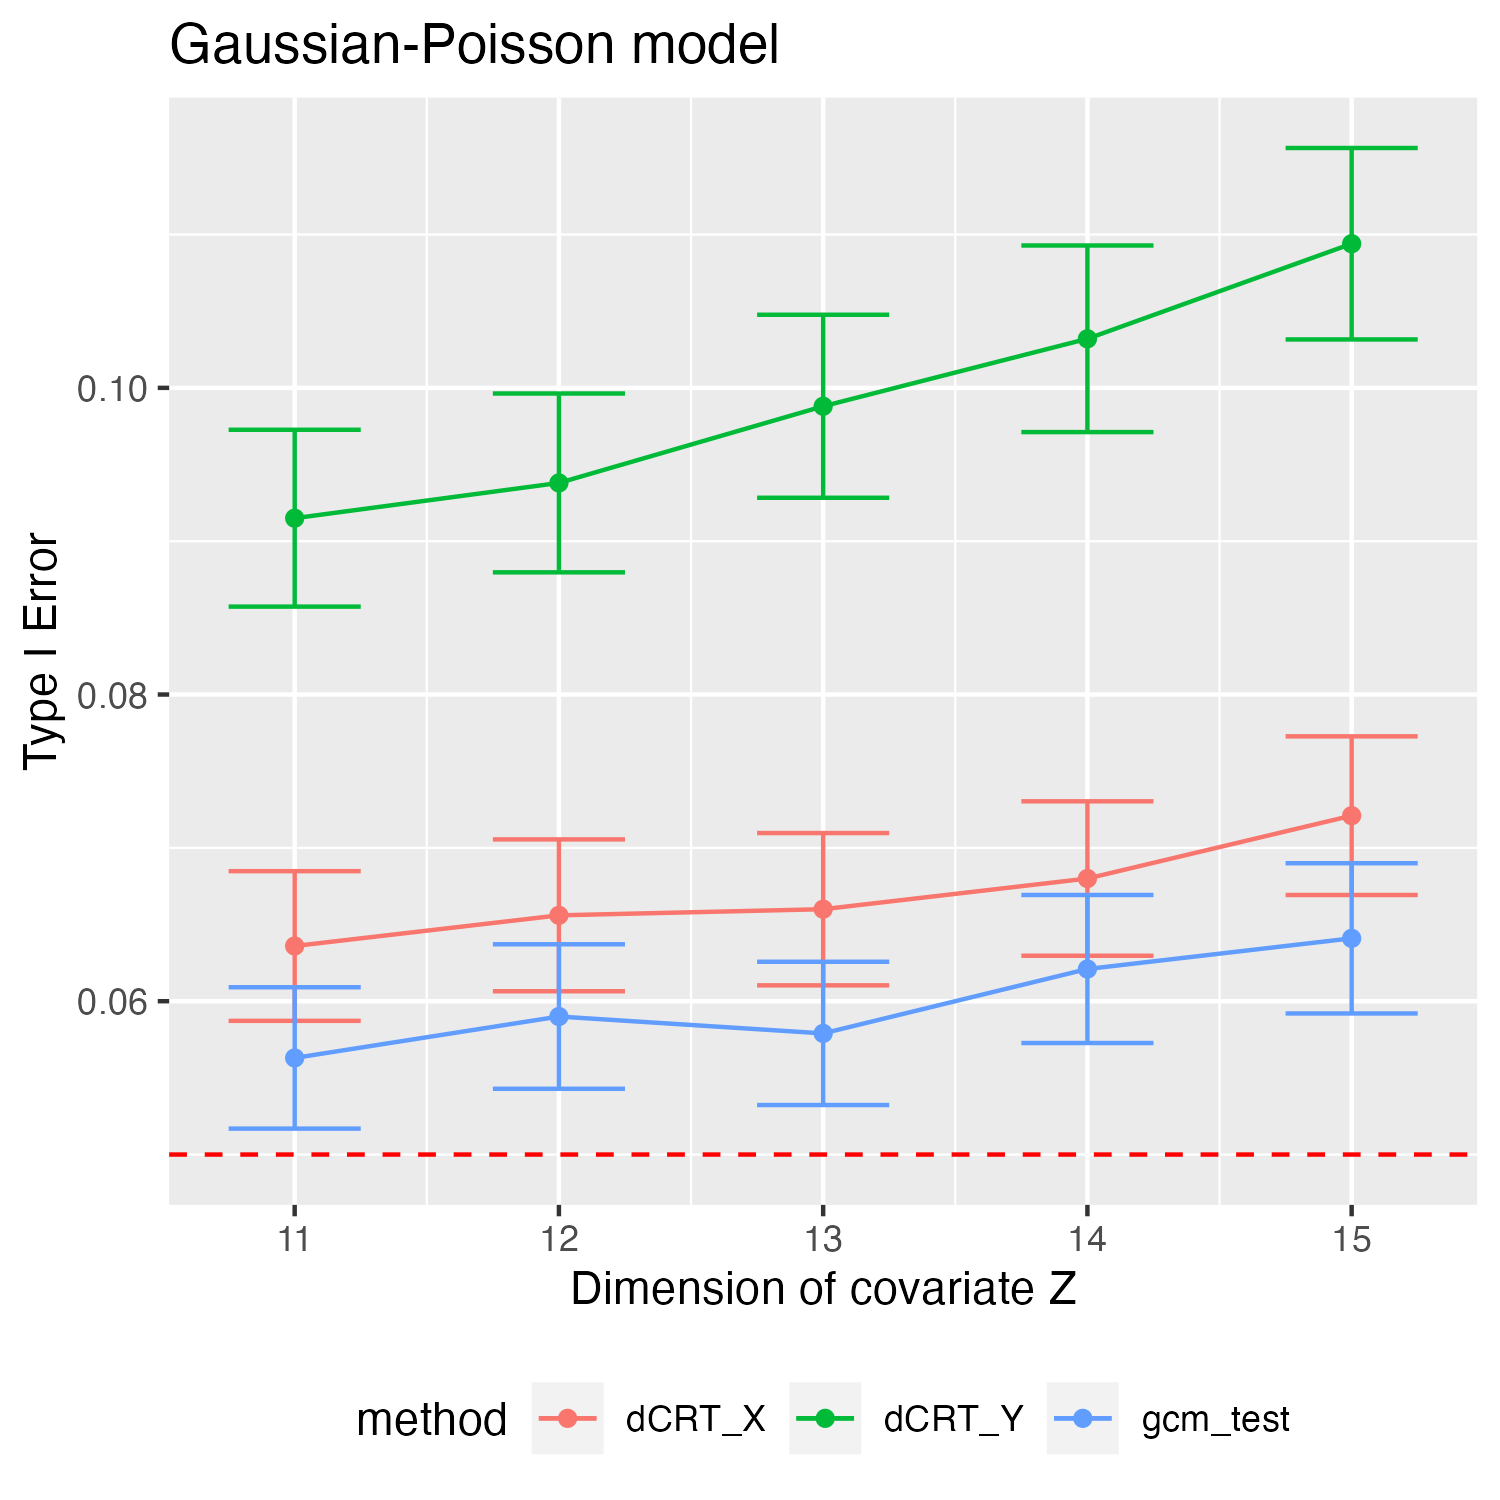 Gaussian-Poisson model
Type I Error
0.10
0.08
0.06
11 12 13 14 15
Dimension of covariate Z
method dCRT_X dCRT_Y gcm_test